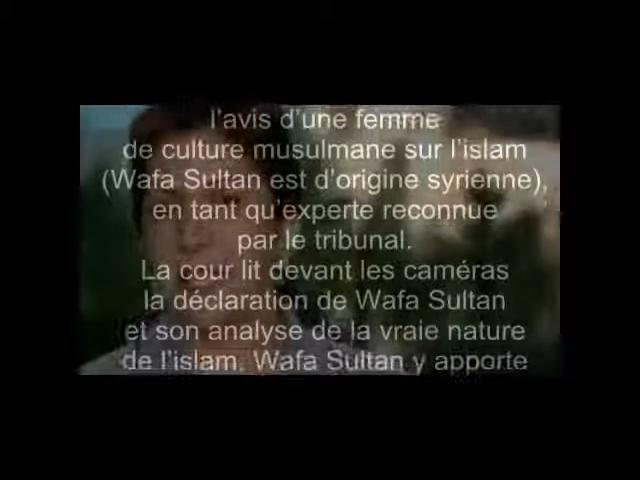 l'avis d'une femme
de culture musulmane sur l'islam
(Wafa Sultan est d'origine syrienne),
en tant qu'experte reconnue
par le tribunal.
La cour lit devant les caméras
la déclaration de Wafa Sultan
et son analyse de la vraie nature
de l'islam. Wafa Sultan y apporte